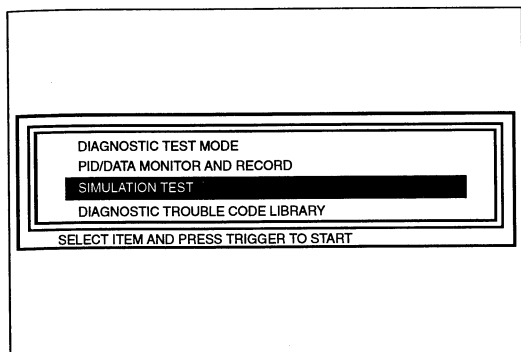 DIAGNOSTIC TEST MODE
PID/DATA MONITOR AND RECORD
SIMULATION TEST
DIAGNOSTIC TROUBLE CODE LIBRARY
SELECT ITEM AND PRESS TRIGGER TO START